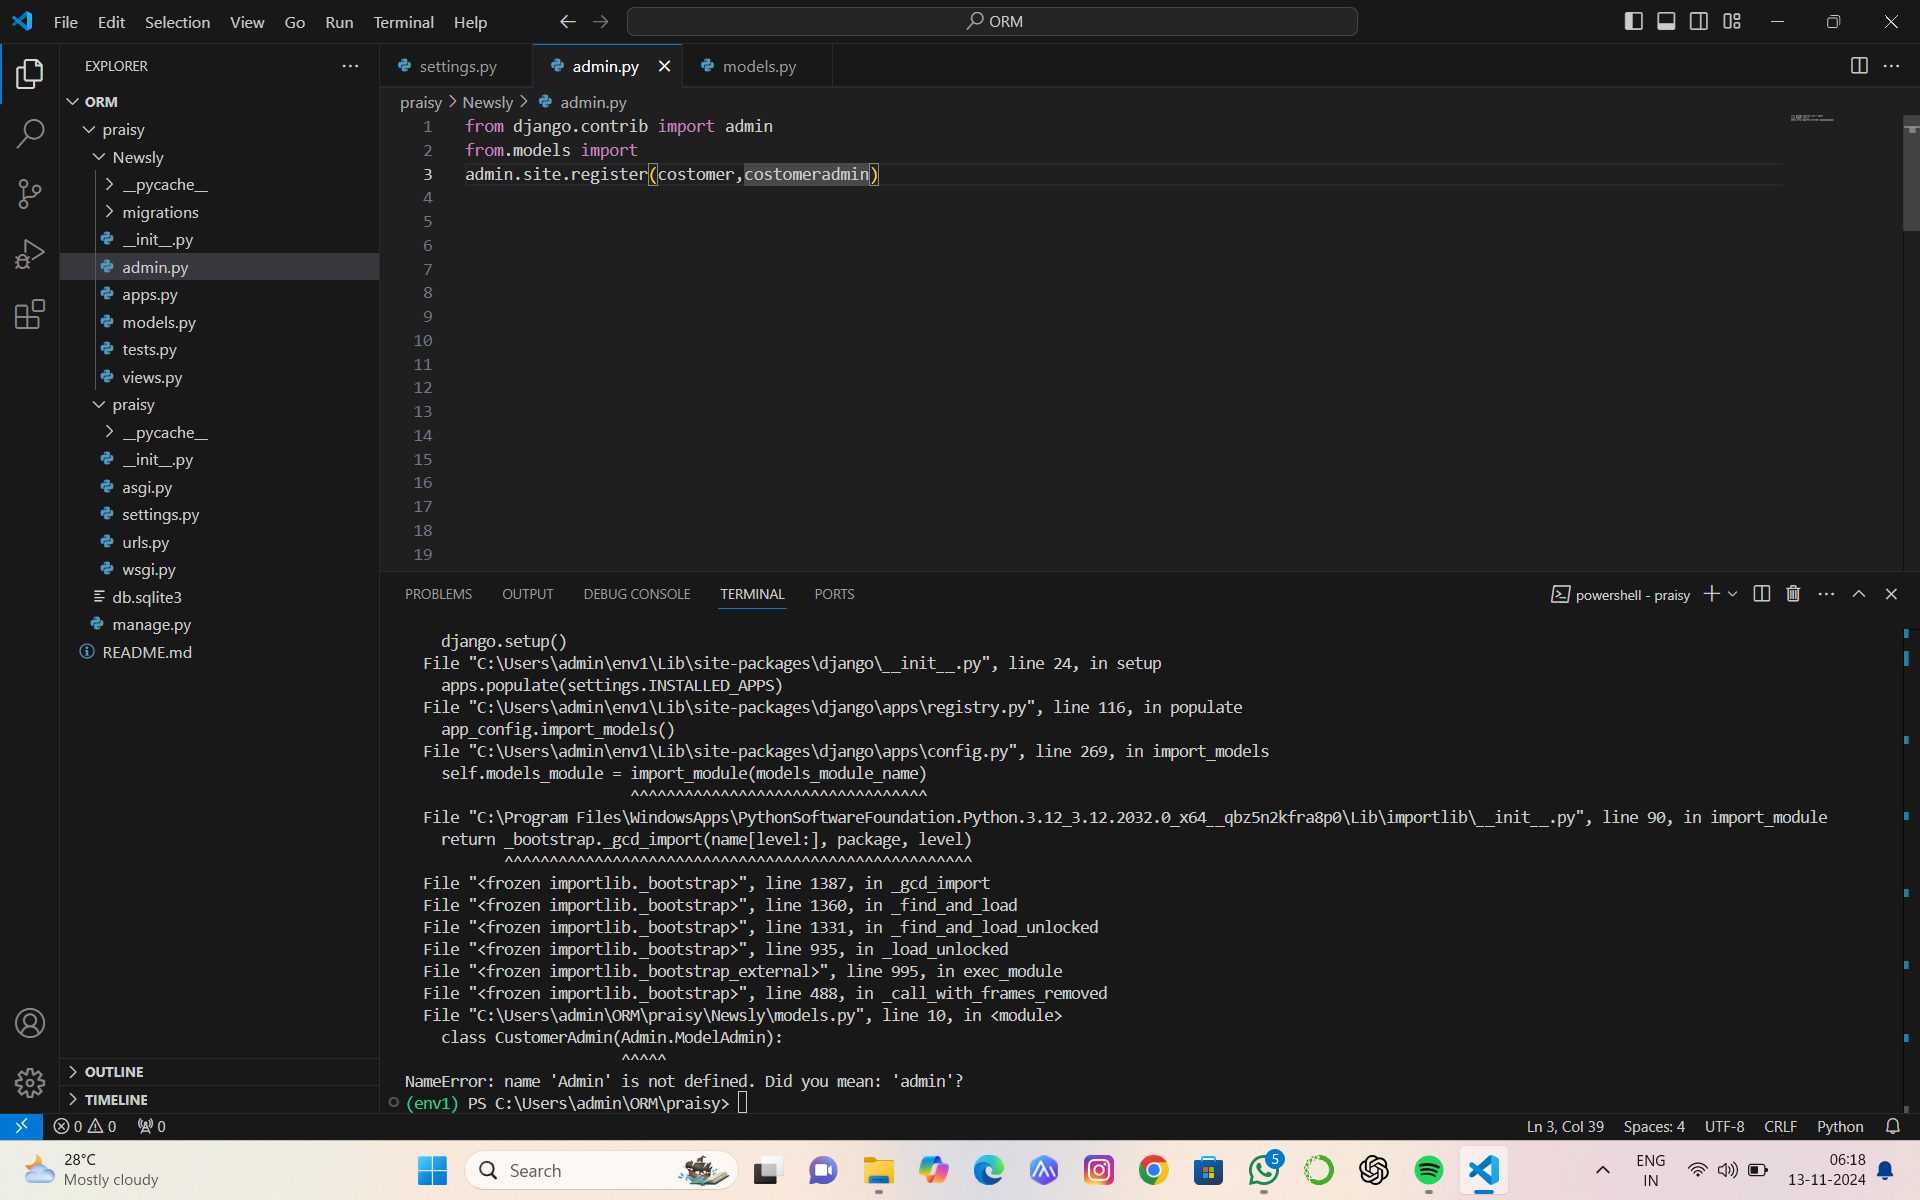 File Edit Selection View Go Run Terminal Help
ORM
EXPLORER
ORM
praisy
Newsly
__pycache__
migrations
__init__.py
admin.py
apps.py
models.py
tests.py
views.py
praisy
__pycache__
__init__.py
asgi.py
settings.py
urls.py
wsgi.py
db.sqlite3
manage.py
README.md
OUTLINE
TIMELINE
settings.py admin.py models.py
praisy Newsly admin.py
1 from django.contrib import admin
2 from.models import
3 admin.site.register(costomer,costomeradmin)
4
5
6
7
8
9
10
11
12
13
14
15
16
17
18
19
PROBLEMS OUTPUT DEBUG CONSOLE TERMINAL PORTS
powershell - praisy
django.setup()
File "C:\Users\admin\env1\Lib\site-packages\django\__init__.py", line 24, in setup
apps.populate(settings.INSTALLED_APPS)
File "C:\Users\admin\env1\Lib\site-packages\django\apps\registry.py", line 116, in populate
app_config.import_models()
File "C:\Users\admin\env1\Lib\site-packages\django\apps\config.py", line 269, in import_models
self.models_module = import_module(models_module_name)
^^^^^^^^^^^^^^^^^^^^^^^^^^^^^^^^^
File "C:\Program Files\WindowsApps\PythonSoftwareFoundation.Python.3.12_3.12.2032.0_x64__qbz5n2kfra8p0\Lib\importlib\__init__.py", line 90, in import_module
return _bootstrap._gcd_import(name[level:], package, level)
^^^^^^^^^^^^^^^^^^^^^^^^^^^^^^^^^^^^^^^^^^^^^^^^^^^^
File "<frozen importlib._bootstrap>", line 1387, in _gcd_import
File "<frozen importlib._bootstrap>", line 1360, in _find_and_load
File "<frozen importlib._bootstrap>", line 1331, in _find_and_load_unlocked
File "<frozen importlib._bootstrap>", line 935, in _load_unlocked
File "<frozen importlib._bootstrap_external>", line 995, in exec_module
File "<frozen importlib._bootstrap>", line 488, in _call_with_frames_removed
File "C:\Users\admin\ORM\praisy\Newsly\models.py", line 10, in <module>
class CustomerAdmin(Admin.ModelAdmin):
^^^^^
NameError: name 'Admin' is not defined. Did you mean: 'admin'?
(env1) PS C:\Users\admin\ORM\praisy>
0 0 0
Ln 3, Col 39 Spaces: 4 UTF-8 CRLF Python
28°C
Mostly cloudy
Search
5
ENG
IN
06:18
13-11-2024